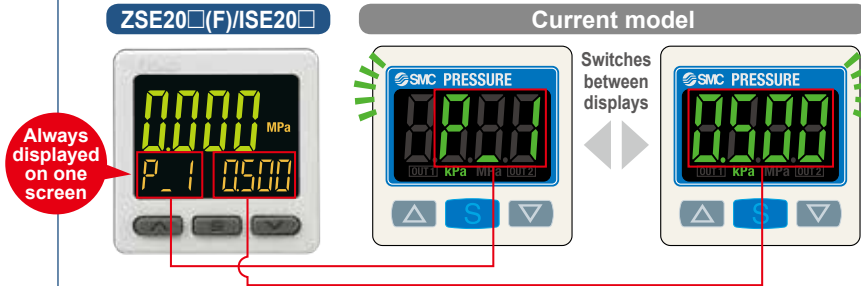 ZSE20□(F)/ISE20□
Current model
Always
displayed
on one
screen
0.000
MPa
P_1
0.500
S
SMC PRESSURE
P_1
OUT1 kPa MPa OUT2
S
Switches
between
displays
SMC PRESSURE
0.500
OUT1 kPa MPa OUT2
S